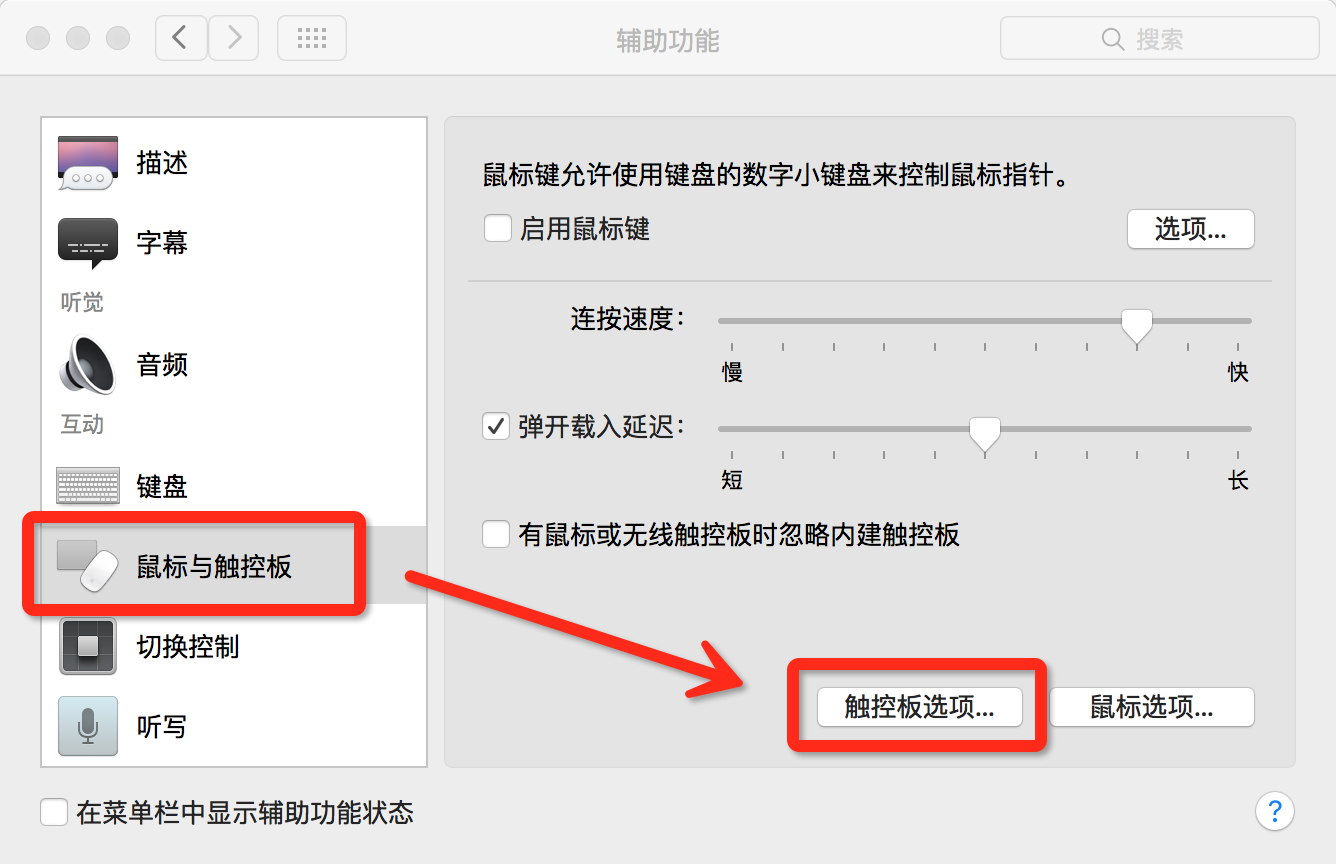 辅助功能
搜索
描述
字幕
听觉
音频
互动
键盘
鼠标与触控板
切换控制
听写
鼠标键允许使用键盘的数字小键盘来控制鼠标指针。
启用鼠标键
选项...
连按速度：
慢
快
弹开载入延迟：
短
长
有鼠标或无线触控板时忽略内建触控板
触控板选项...
鼠标选项...
在菜单栏中显示辅助功能状态
?